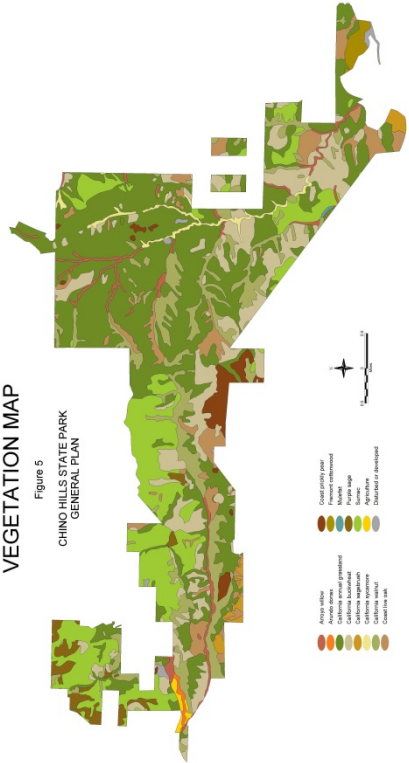 VEGETATION MAP
Figure 5
CHINO HILLS STATE PARK
GENERAL PLAN
Arroyo willow
Arundo donax
California annual grassland
California buckwheat
California sagebrush
California sycamore
California walnut
Coast live oak
Coast prickly pear
Fremont cottonwood
Mulefat
Purple sage
Sumac
Agriculture
Disturbed or developed
Miles